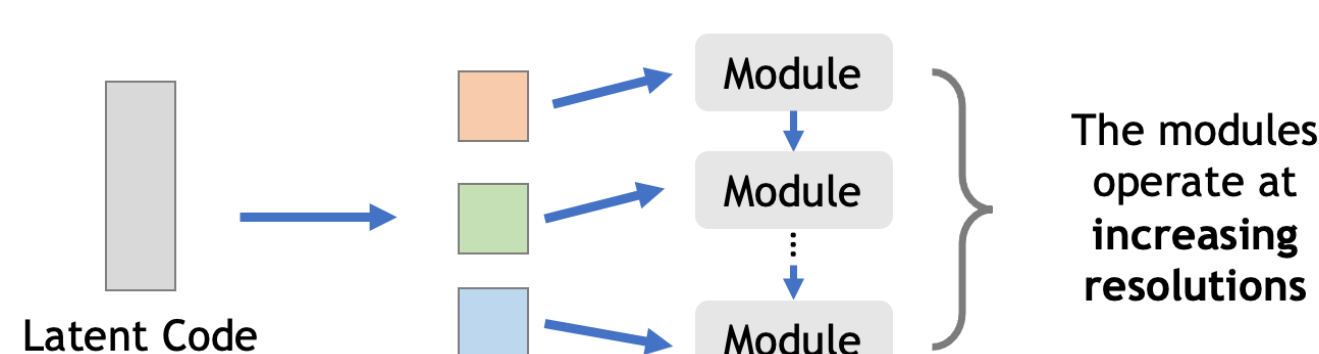 Module
Module
Module
The modules
operate at
increasing
resolutions
Latent Code